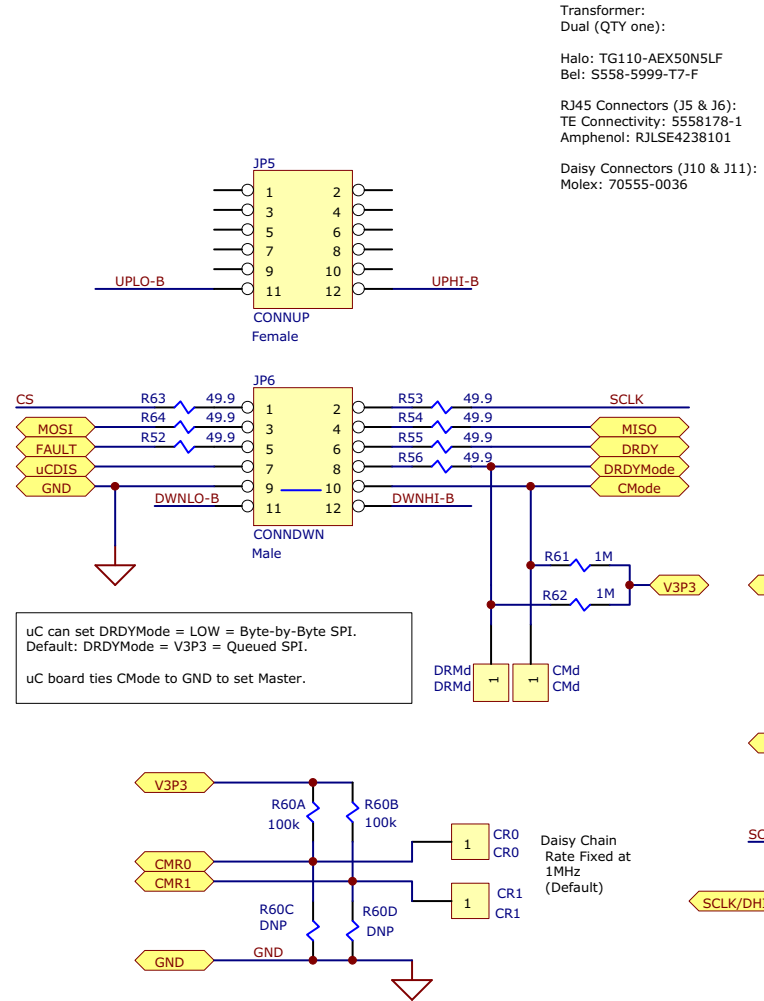 Transformer:
Dual (QTY one):
Halo: TG110-AEX50N5LF
Bel: S558-5999-T7-F
RJ45 Connectors (J5 & J6):
TE Connectivity: 5558178-1
Amphenol: RJLSE4238101
Daisy Connectors (J10 & J11):
Molex: 70555-0036
JP5
1 2
3 4
5 6
7 8
9 10
11 12
UPLO-B UPHI-B
CONNUP
Female
JP6
CS R63 49.9 1 2 R53 49.9 SCLK
MOSI R64 49.9 3 4 R54 49.9 MISO
FAULT R52 49.9 5 6 R55 49.9 DRDY
uCDIS 7 8 R56 49.9 DRDYMode
GND 9 10 CMode
DWNLO-B 11 12 DWNHI-B
CONNDWN
Male
R61 1M
V3P3
R62 1M
uC can set DRDYMode = LOW = Byte-by-Byte SPI.
Default: DRDYMode = V3P3 = Queued SPI.
uC board ties CMode to GND to set Master.
DRMd 1 1 CMd
DRMd CMd
V3P3
R60A R60B
100k 100k
CMR0
CMR1
1 CR0
CR0
1 CR1
CR1
Daisy Chain
Rate Fixed at
1MHz
(Default)
R60C R60D
DNP DNP
GND GND
SCLK/DH